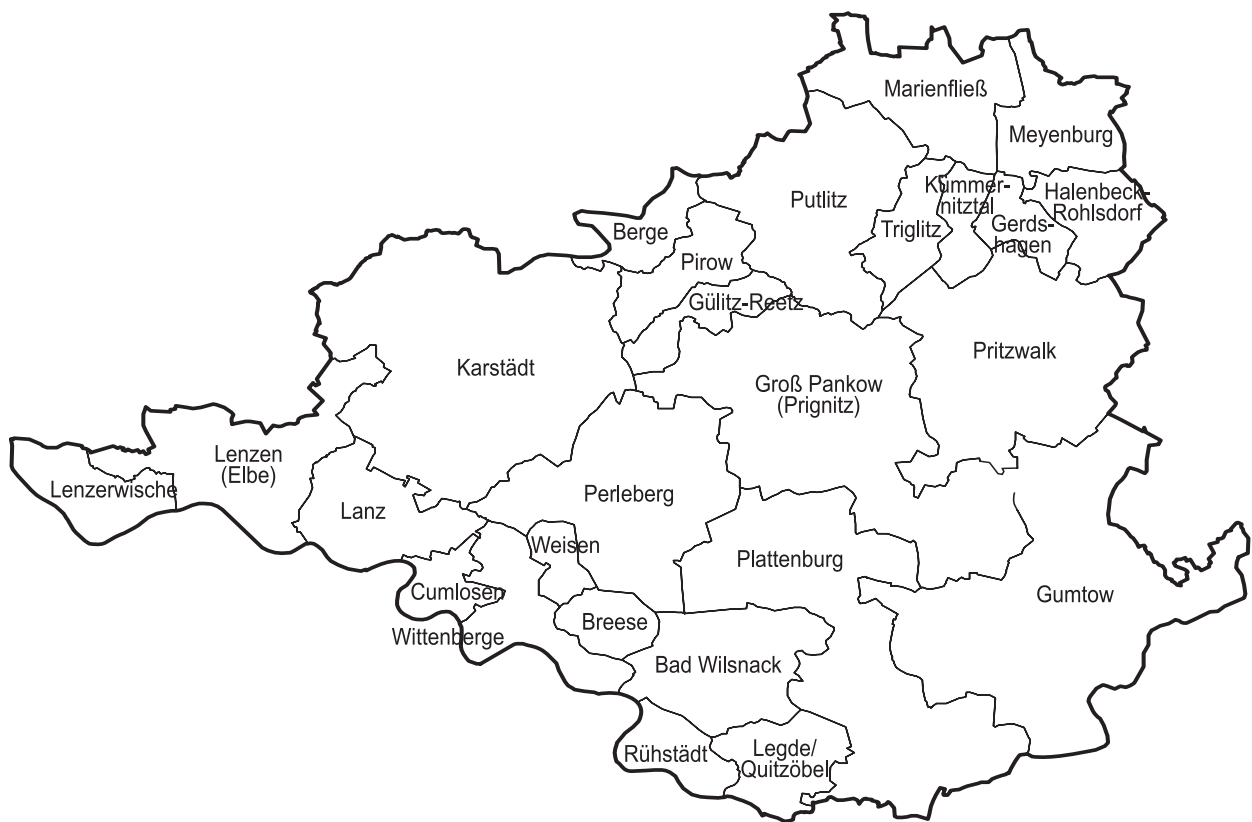 Marienfließ
Meyenburg
Putlitz
Kümmer-
nitztal
Halenbeck-
Rohlsdorf
Triglitz
Gerds-
hagen
Berge
Pirow
Gülitz-Reetz
Pritzwalk
Karstädt
Groß Pankow
(Prignitz)
Lenzen
(Elbe)
Lenzerwische
Lanz
Perleberg
Weisen
Plattenburg
Cumlosen
Gumtow
Breese
Wittenberge
Bad Wilsnack
Rühstädt
Legde/
Quitzöbel